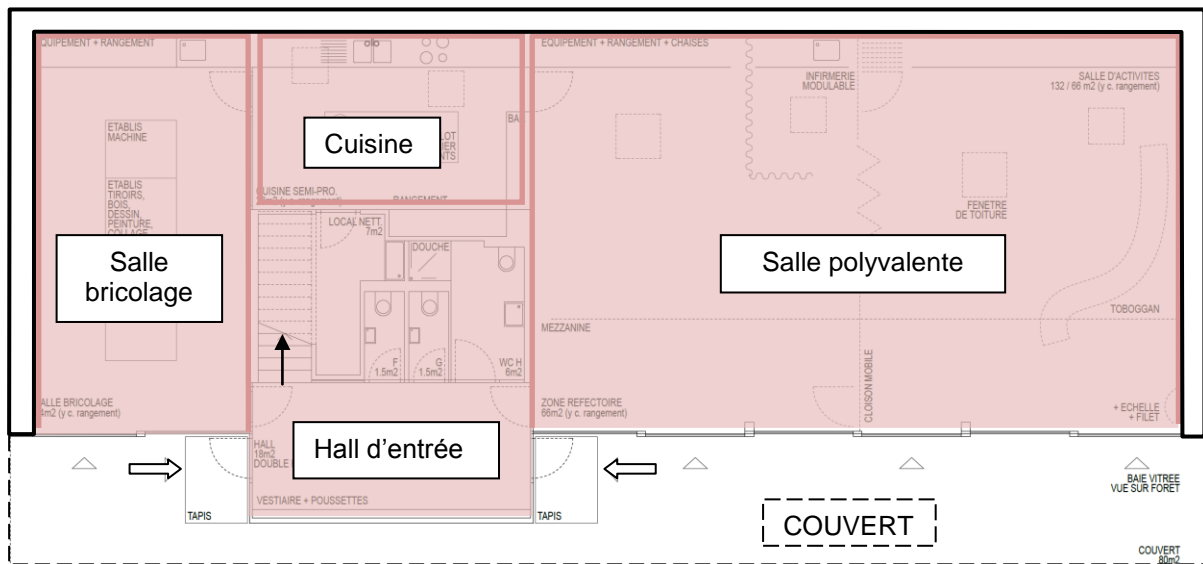 EQUIPEMENT + RANGEMENT
EQUIPEMENT + RANGEMENT + CHAISES
INFIRMERIE
MODULABLE
SALLE D'ACTIVITES
132 / 66 m2 (y c. rangement)
ETABLIS
MACHINE
Cuisine
ETABLIS
TIROIRS,
BOIS,
DESSIN,
PEINTURE,
COLLAGE
CUISINE SEMI-PRO.
(y c. rangement)
RANGEMENT
LOCAL NETT.
7m2
DOUCHE
FENETRE
DE TOITURE
Salle
bricolage
Salle polyvalente
MEZZANINE
TOBOGGAN
F
1.5m2
G
1.5m2
WC H
6m2
CLOISON MOBILE
SALLE BRICOLAGE
(y c. rangement)
ZONE REFECTOIRE
66m2 (y c. rangement)
+ ECHELLE
+ FILET
HALL
18m2
DOUBLE
Hall d'entrée
VESTIAIRE + POUSSETTES
TAPIS
TAPIS
BAIE VITREE
VUE SUR FORET
COUVERT
COUVERT
80m2